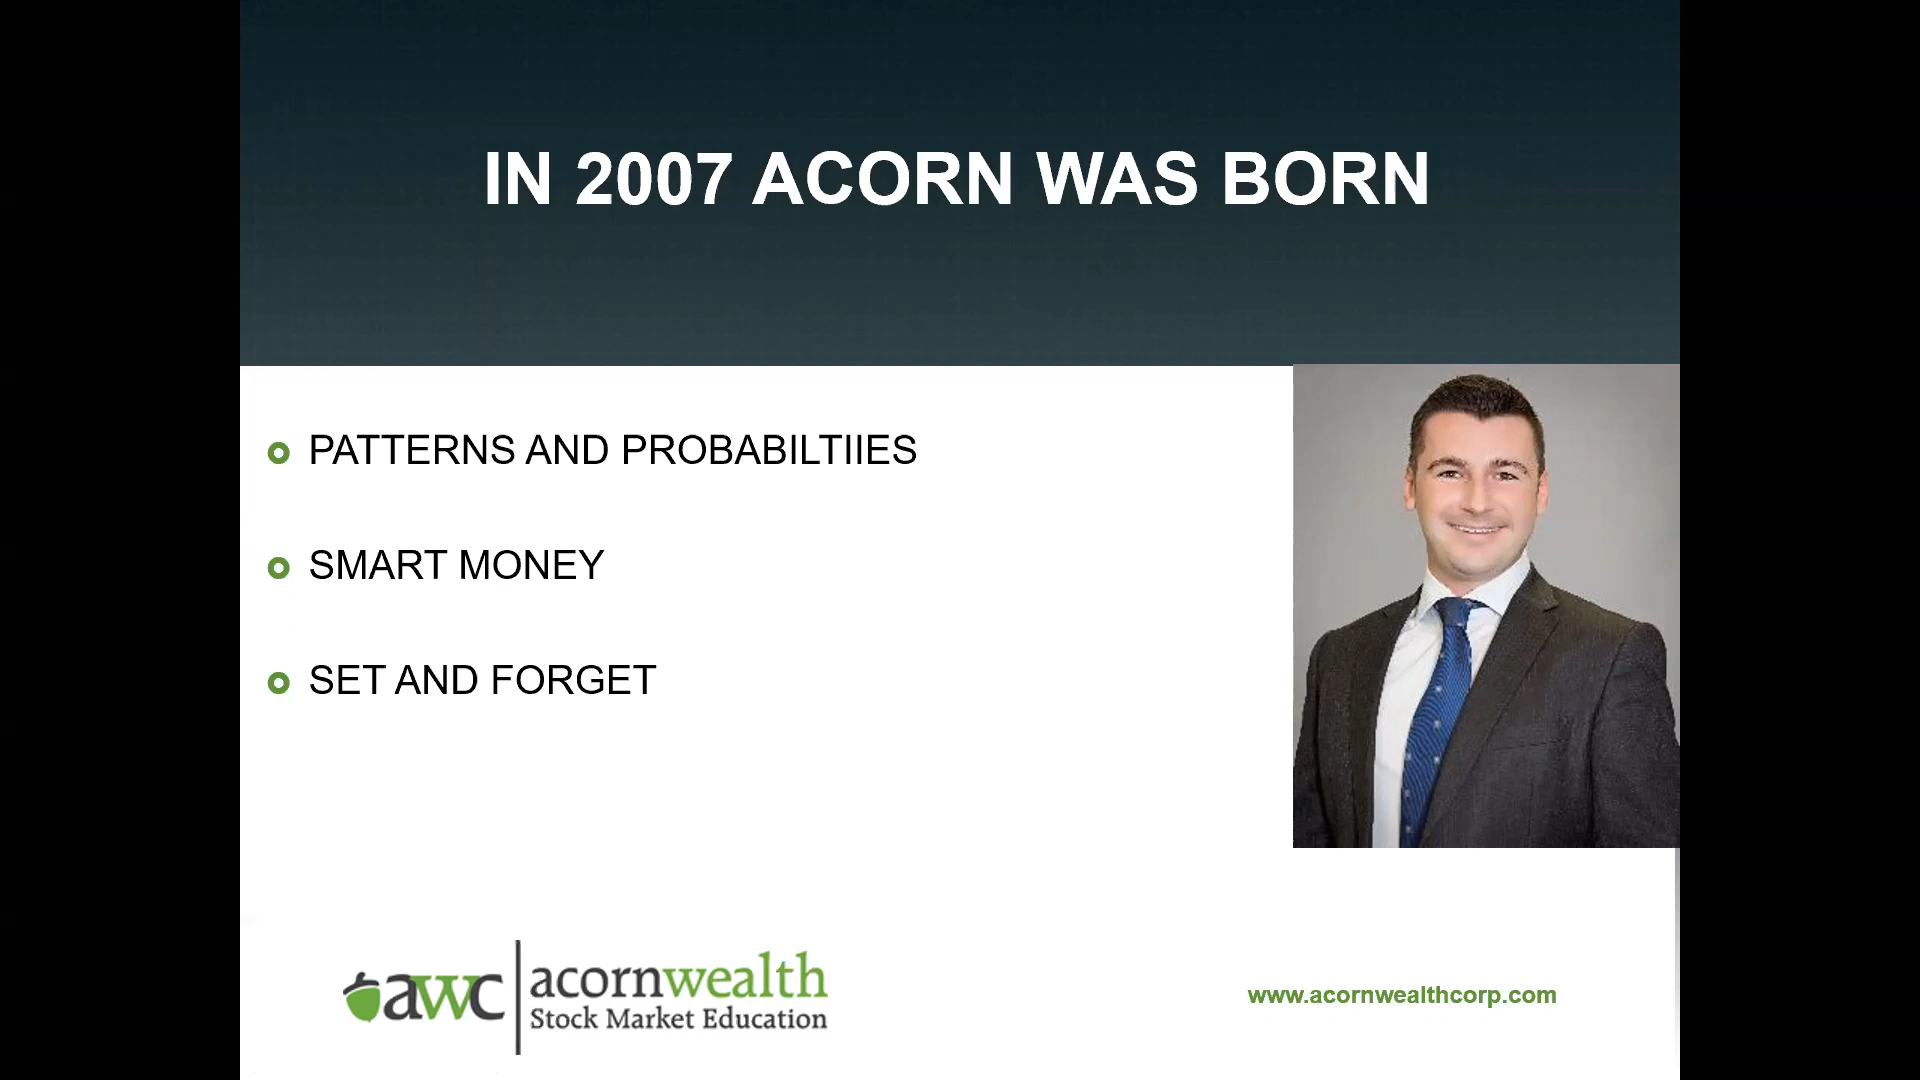 IN 2007 ACORN WAS BORN
PATTERNS AND PROBABILTIIES
SMART MONEY
SET AND FORGET
awc
acornwealth
Stock Market Education
www.acornwealthcorp.com